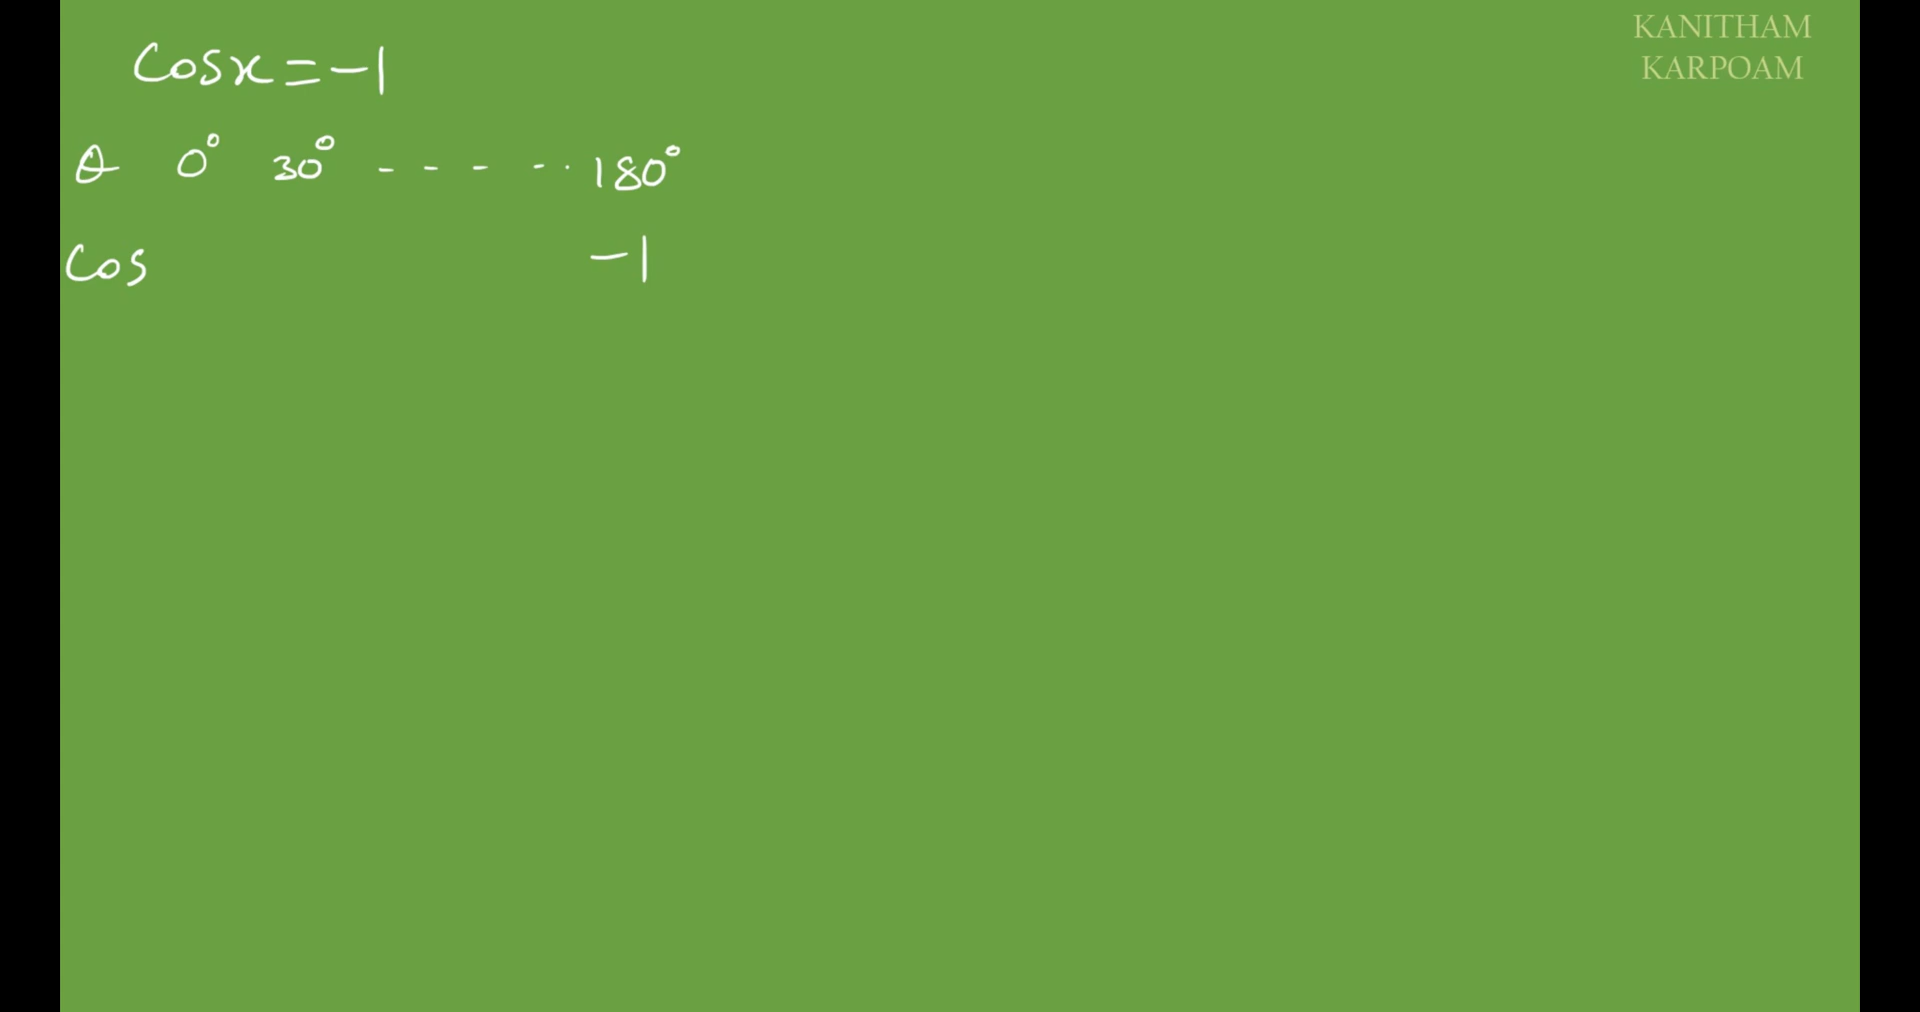 Cosx=-1
KANITHAM
KARPOAM
θ 0° 30° - - - - · · 180°
Cos -1